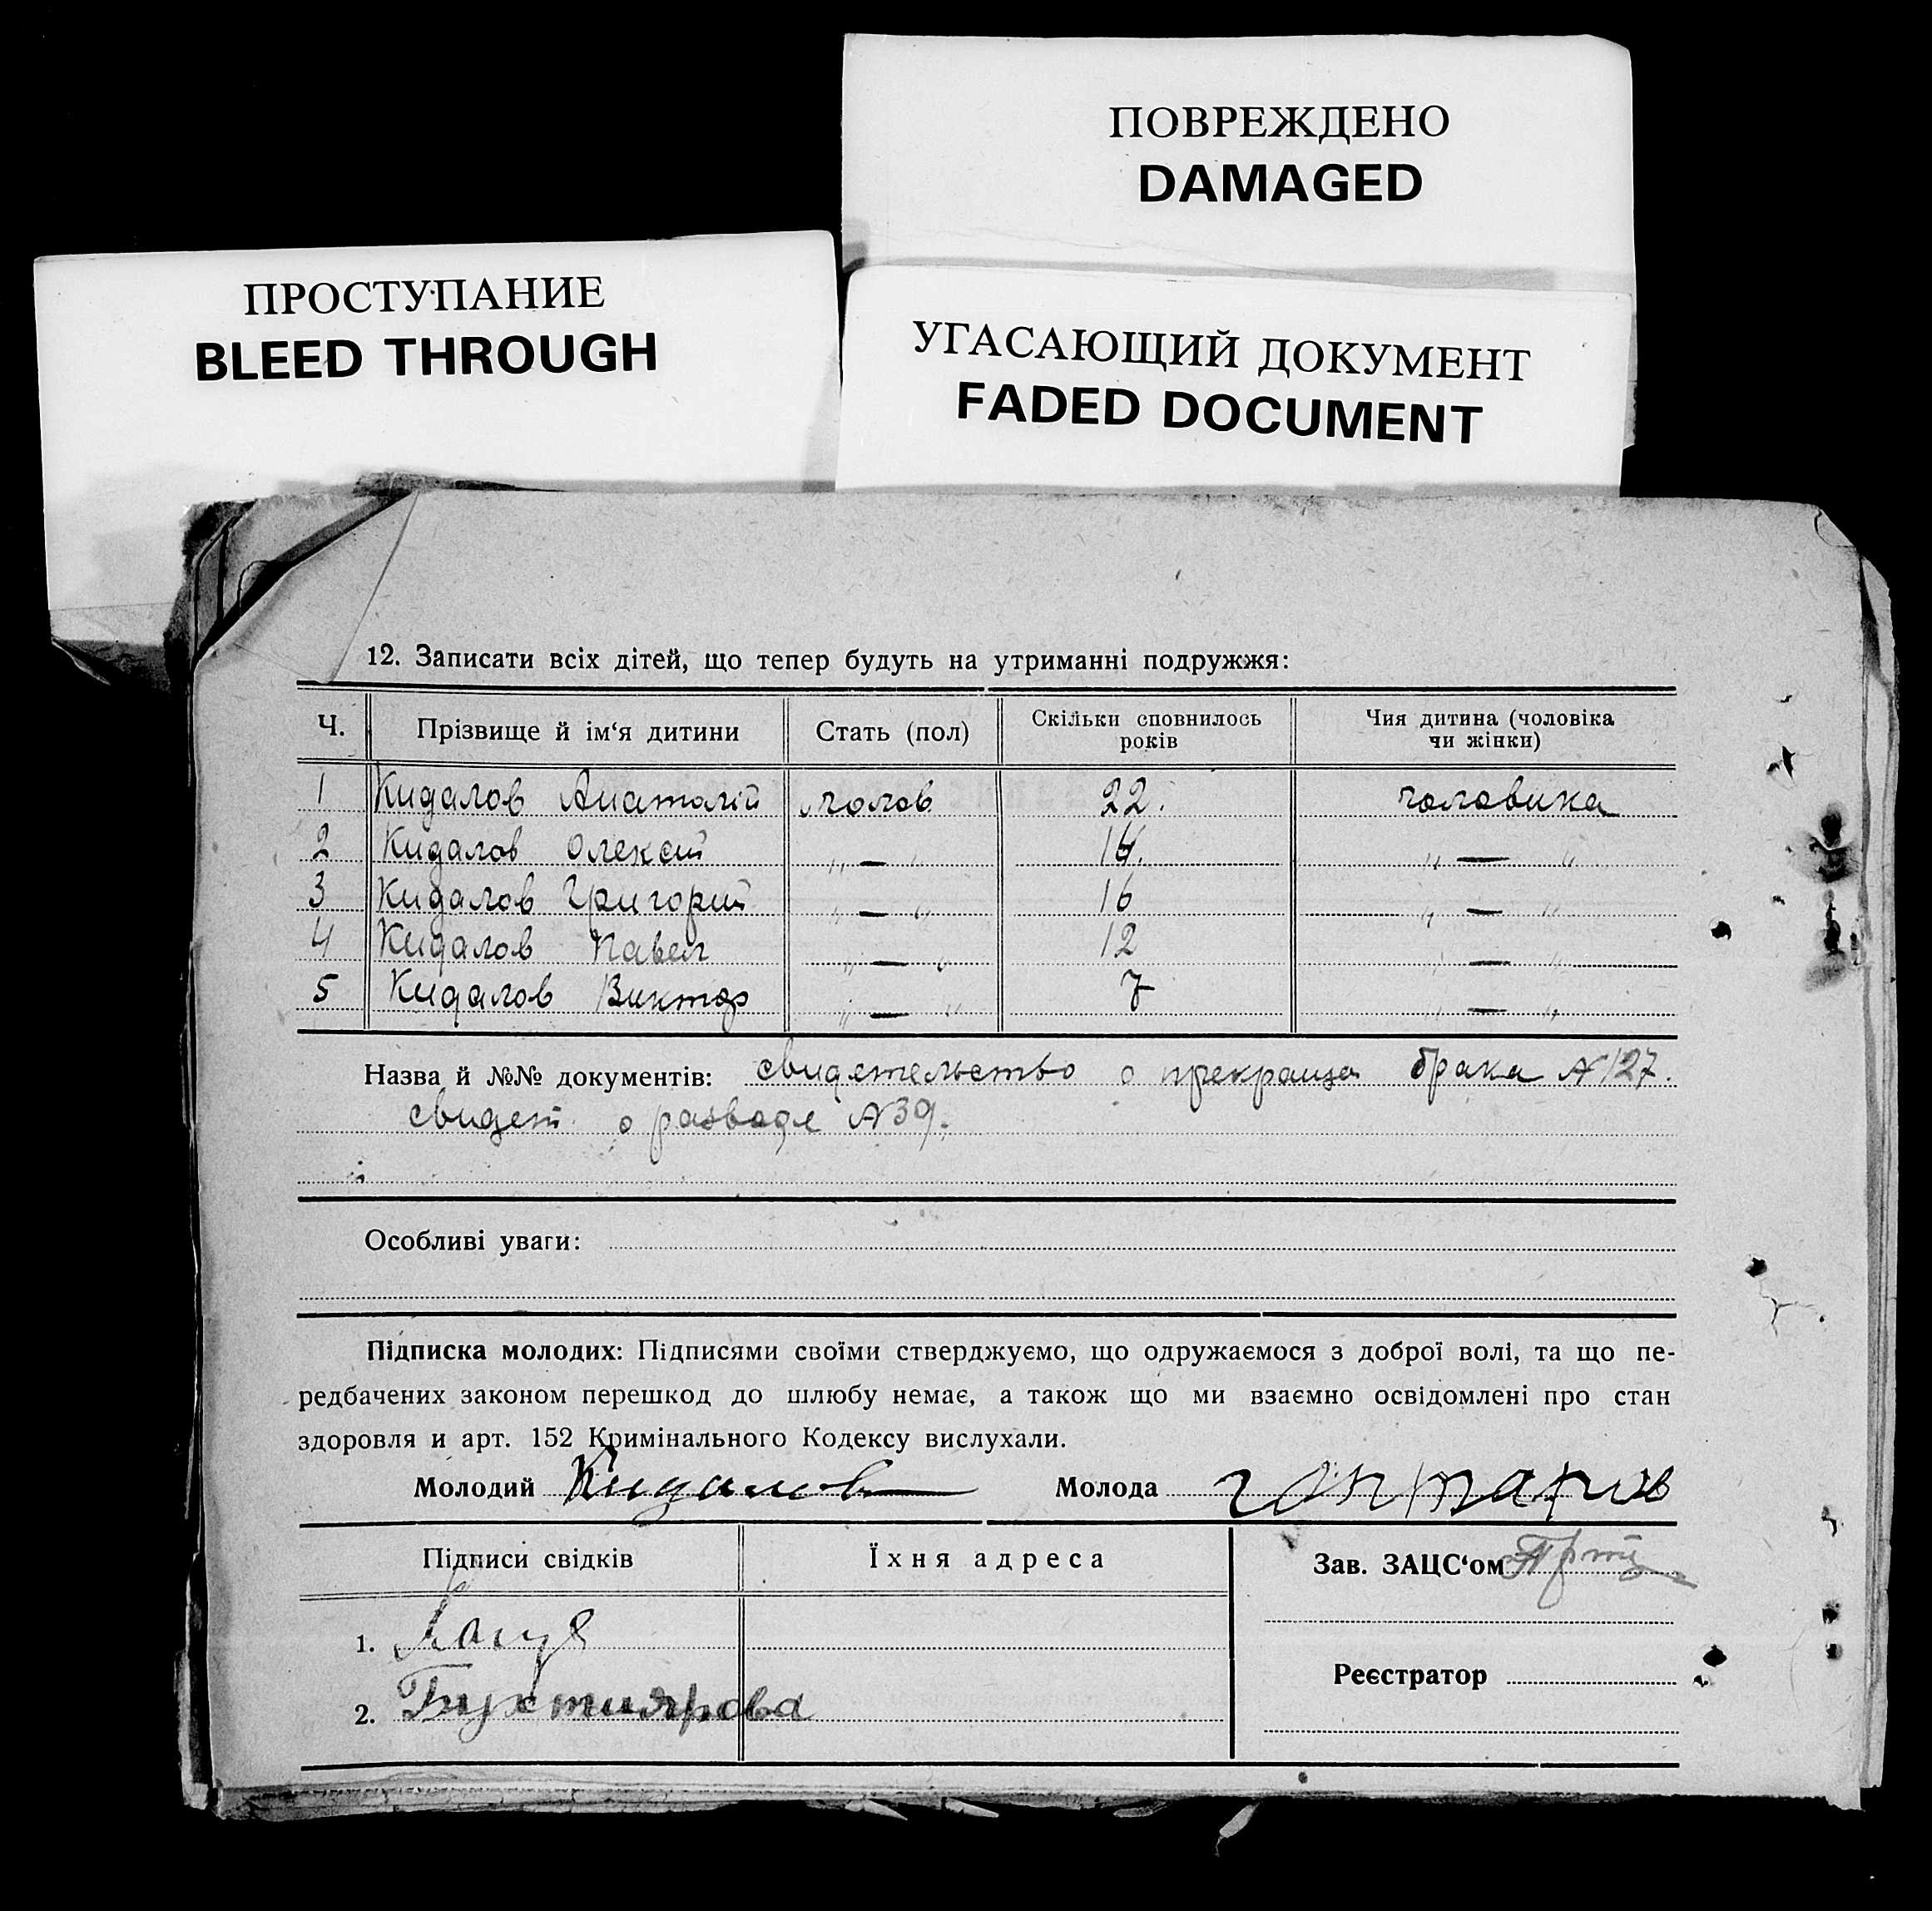 ПОВРЕЖДЕНО
DAMAGED
ПРОСТУПАНИЕ
BLEED THROUGH
УГАСАЮЩИЙ ДОКУМЕНТ
FADED DOCUMENT
12. Записати всіх дітей, що тепер будуть на утриманні подружжя:
Ч. Прізвище й ім‘я дитини Стать (пол) Скільки сповнилось років Чия дитина (чоловіка чи жінки)
1 Кидалов Анатолій чолов. 22. чоловика
2 Кидалов Олексий „ — „ „ — „
3 Кидалов Григорий „ — „ 16 „ — „
4 Кидалов Павел „ — „ 12 „ — „
5 Кидалов Виктор „ — „ 7 „ — „
Назва й №№ документів: свидетельство о прекращ брака №127.
свидет. о разводе №39.
Особливі уваги:
Підписка молодих: Підписями своїми стверджуємо, що одружаємося з доброї волі, та що пе-
редбачених законом перешкод до шлюбу немає, а також що ми взаємно освідомлені про стан
здоровля и арт. 152 Кримінального Кодексу вислухали.
Молодий Кидалов Молода
Підписи свідків Їхня адреса Зав. ЗАЦС‘ом
1.
Реєстратор
2. Бухтиярова